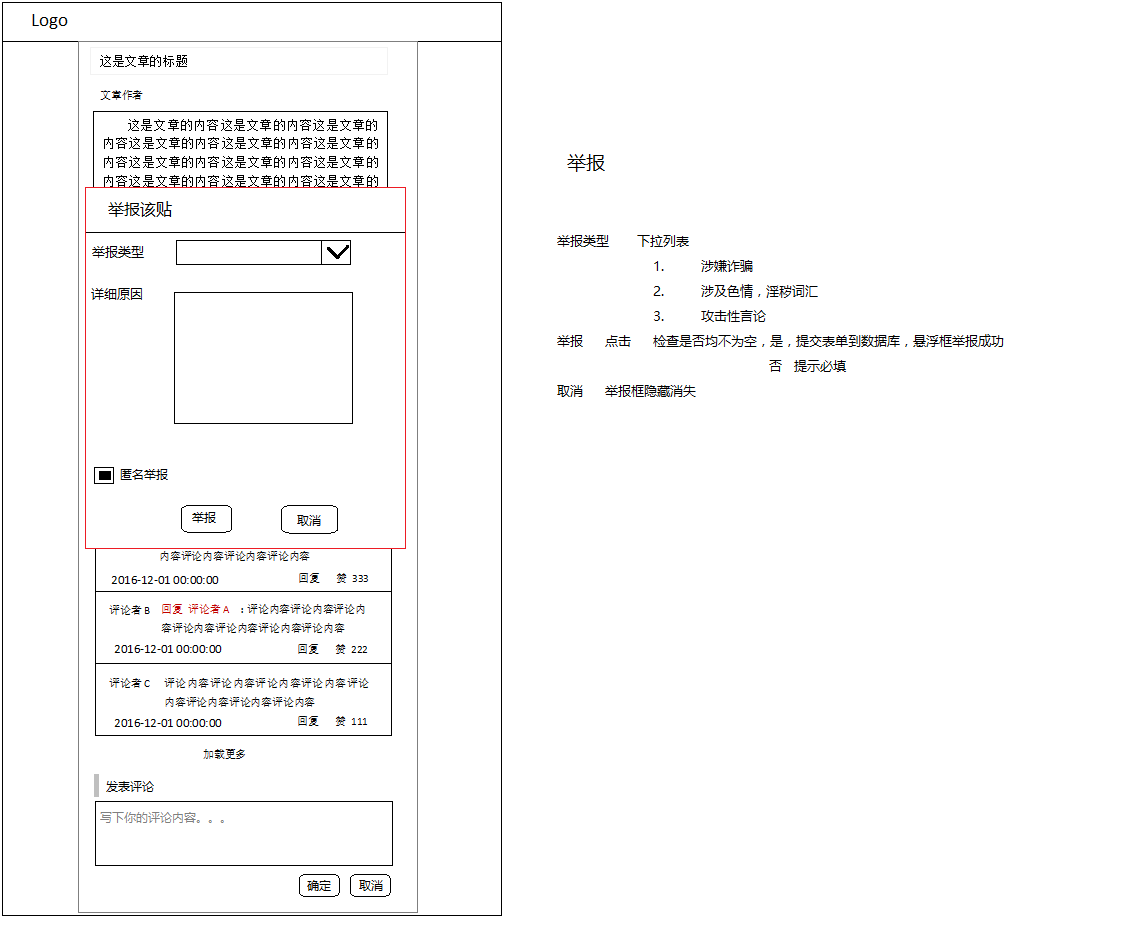 Logo
这是文章的标题
文章作者
这是文章的内容这是文章的内容这是文章的
内容这是文章的内容这是文章的内容这是文章的
内容这是文章的内容这是文章的内容这是文章的
内容这是文章的内容这是文章的内容这是文章的
举报该贴
举报类型
详细原因
匿名举报
举报 取消
内容评论内容评论内容评论内容
2016-12-01 00:00:00 回复 赞 333
评论者 B 回复 评论者 A ：评论内容评论内容评论内
容评论内容评论内容评论内容评论内容
2016-12-01 00:00:00 回复 赞 222
评论者 C 评论内容评论内容评论内容评论内容评论
内容评论内容评论内容评论内容
2016-12-01 00:00:00 回复 赞 111
加载更多
发表评论
写下你的评论内容。。。
确定 取消
举报
举报类型 下拉列表
1. 涉嫌诈骗
2. 涉及色情，淫秽词汇
3. 攻击性言论
举报 点击 检查是否均不为空，是，提交表单到数据库，悬浮框举报成功
否 提示必填
取消 举报框隐藏消失